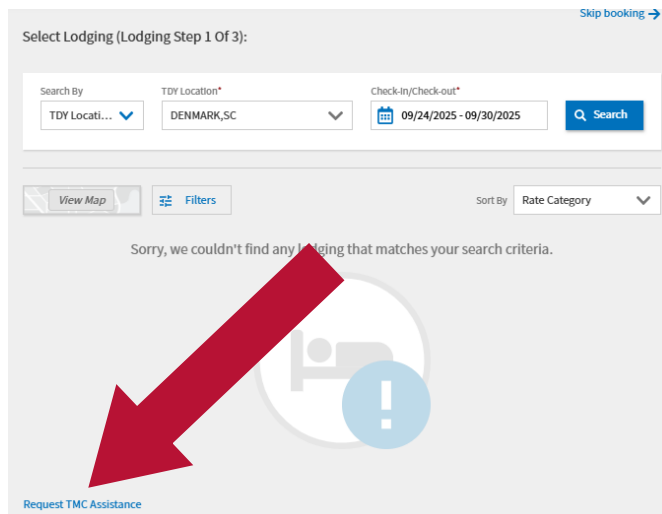 Skip booking →
Select Lodging (Lodging Step 1 Of 3):
Search By TDY Location* Check-In/Check-out*
TDY Locati... DENMARK,SC 09/24/2025 - 09/30/2025 Search
View Map Filters Sort By Rate Category
Sorry, we couldn't find any lodging that matches your search criteria.
!
Request TMC Assistance